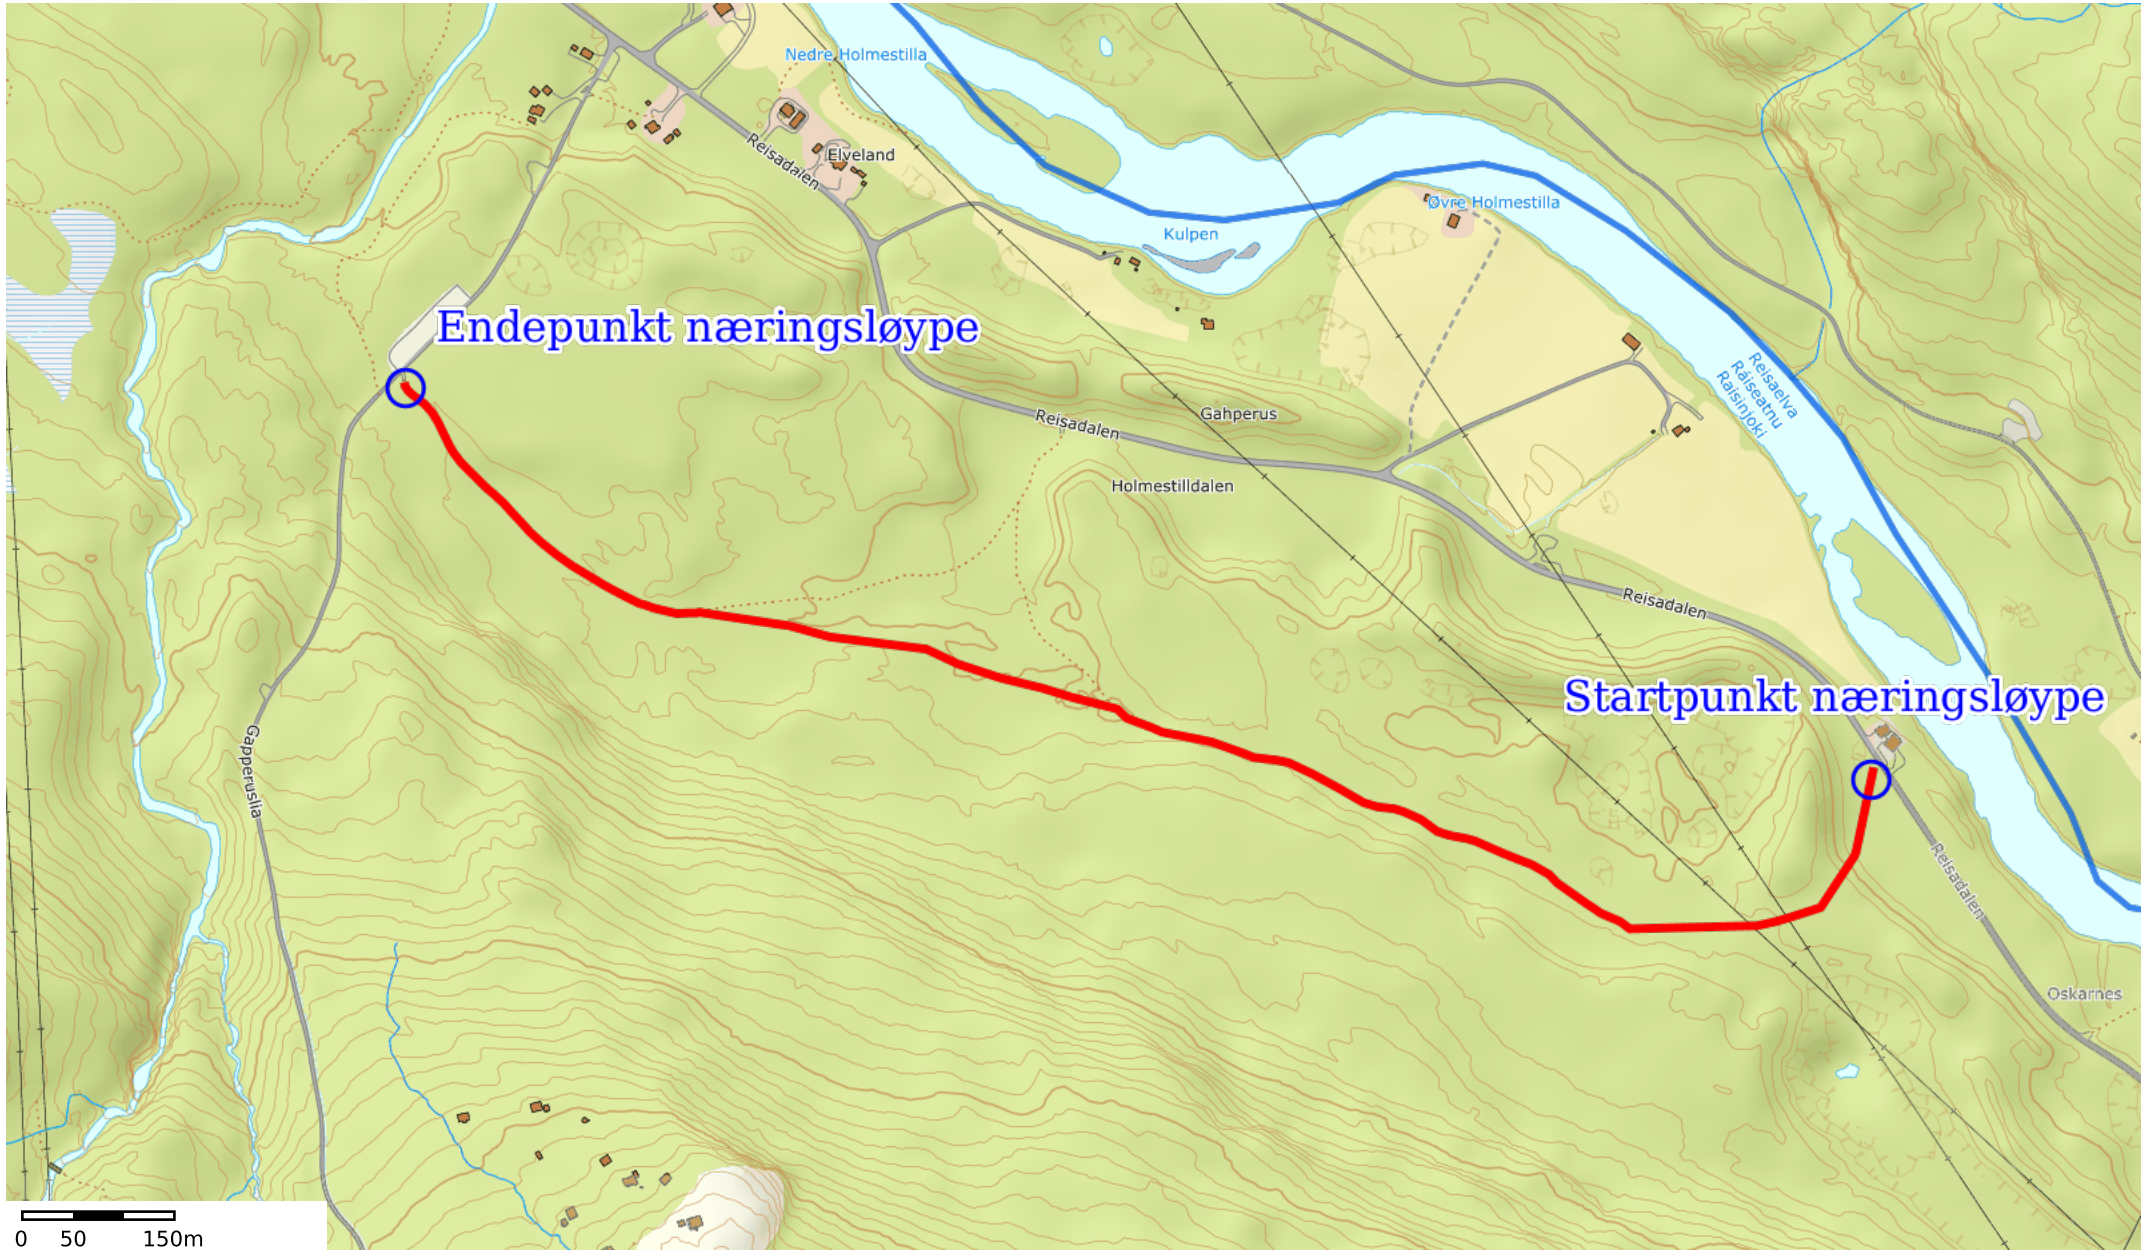 Nedre Holmestilla
Reisadalen
Elveland
Øvre Holmestilla
Kulpen
Endepunkt næringsløype
Reisaelva
Ráiseatnu
Raisinjoki
Gahperus
Reisadalen
Holmestilldalen
Reisadalen
Startpunkt næringsløype
Gapperuslia
Reisadalen
Oskarnes
0 50 150m